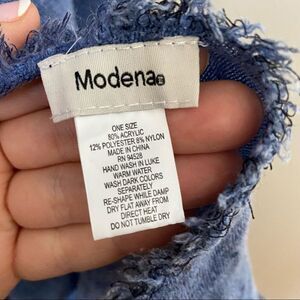 Modena®
ONE SIZE
80% ACRYLIC
12% POLYESTER 8% NYLON
MADE IN CHINA
RN 94528
HAND WASH IN LUKE
WARM WATER
WASH DARK COLORS
SEPARATELY
RE-SHAPE WHILE DAMP
DRY FLAT AWAY FROM
DIRECT HEAT
DO NOT TUMBLE DRY